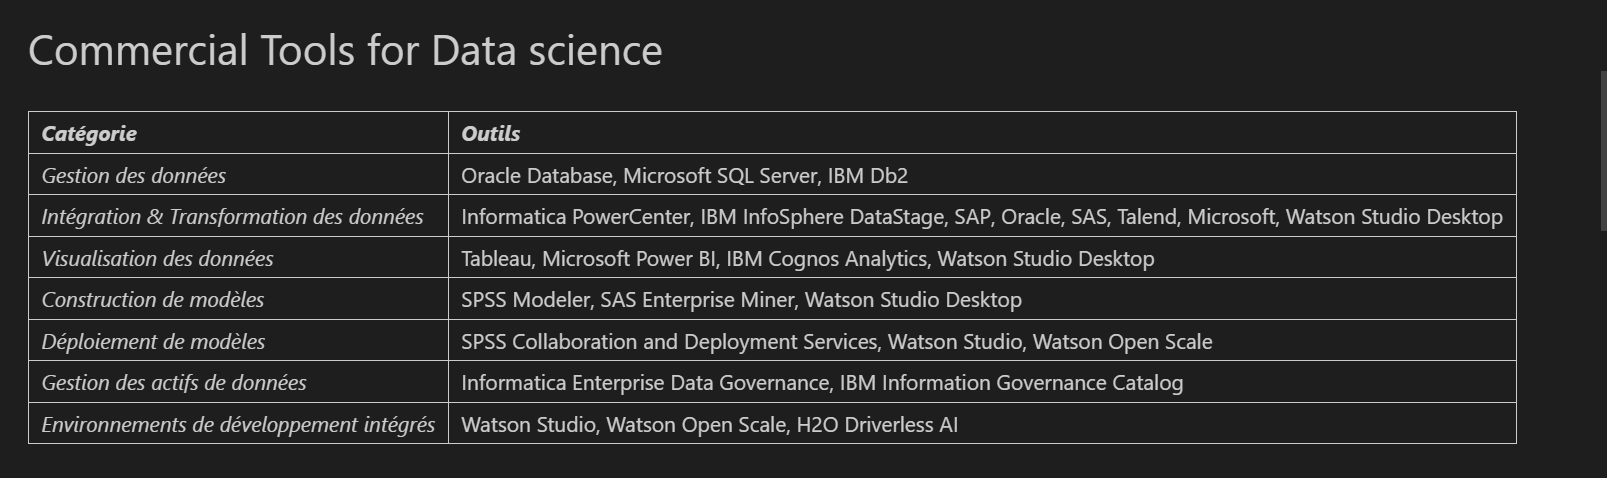 Commercial Tools for Data science
Catégorie Outils
Gestion des données Oracle Database, Microsoft SQL Server, IBM Db2
Intégration & Transformation des données Informatica PowerCenter, IBM InfoSphere DataStage, SAP, Oracle, SAS, Talend, Microsoft, Watson Studio Desktop
Visualisation des données Tableau, Microsoft Power BI, IBM Cognos Analytics, Watson Studio Desktop
Construction de modèles SPSS Modeler, SAS Enterprise Miner, Watson Studio Desktop
Déploiement de modèles SPSS Collaboration and Deployment Services, Watson Studio, Watson Open Scale
Gestion des actifs de données Informatica Enterprise Data Governance, IBM Information Governance Catalog
Environnements de développement intégrés Watson Studio, Watson Open Scale, H2O Driverless AI